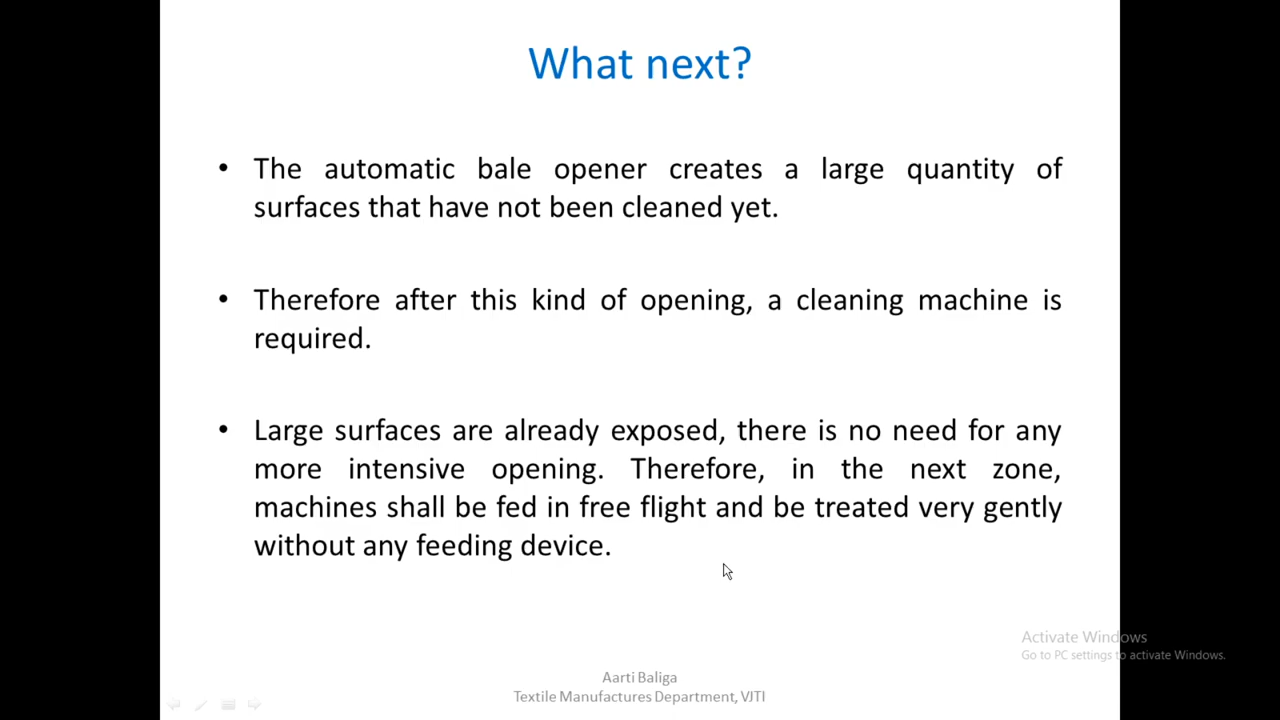 What next?
• The automatic bale opener creates a large quantity of
surfaces that have not been cleaned yet.
• Therefore after this kind of opening, a cleaning machine is
required.
• Large surfaces are already exposed, there is no need for any
more intensive opening. Therefore, in the next zone,
machines shall be fed in free flight and be treated very gently
without any feeding device.
Activate Windows
Go to PC settings to activate Windows.
Aarti Baliga
Textile Manufactures Department, VJTI